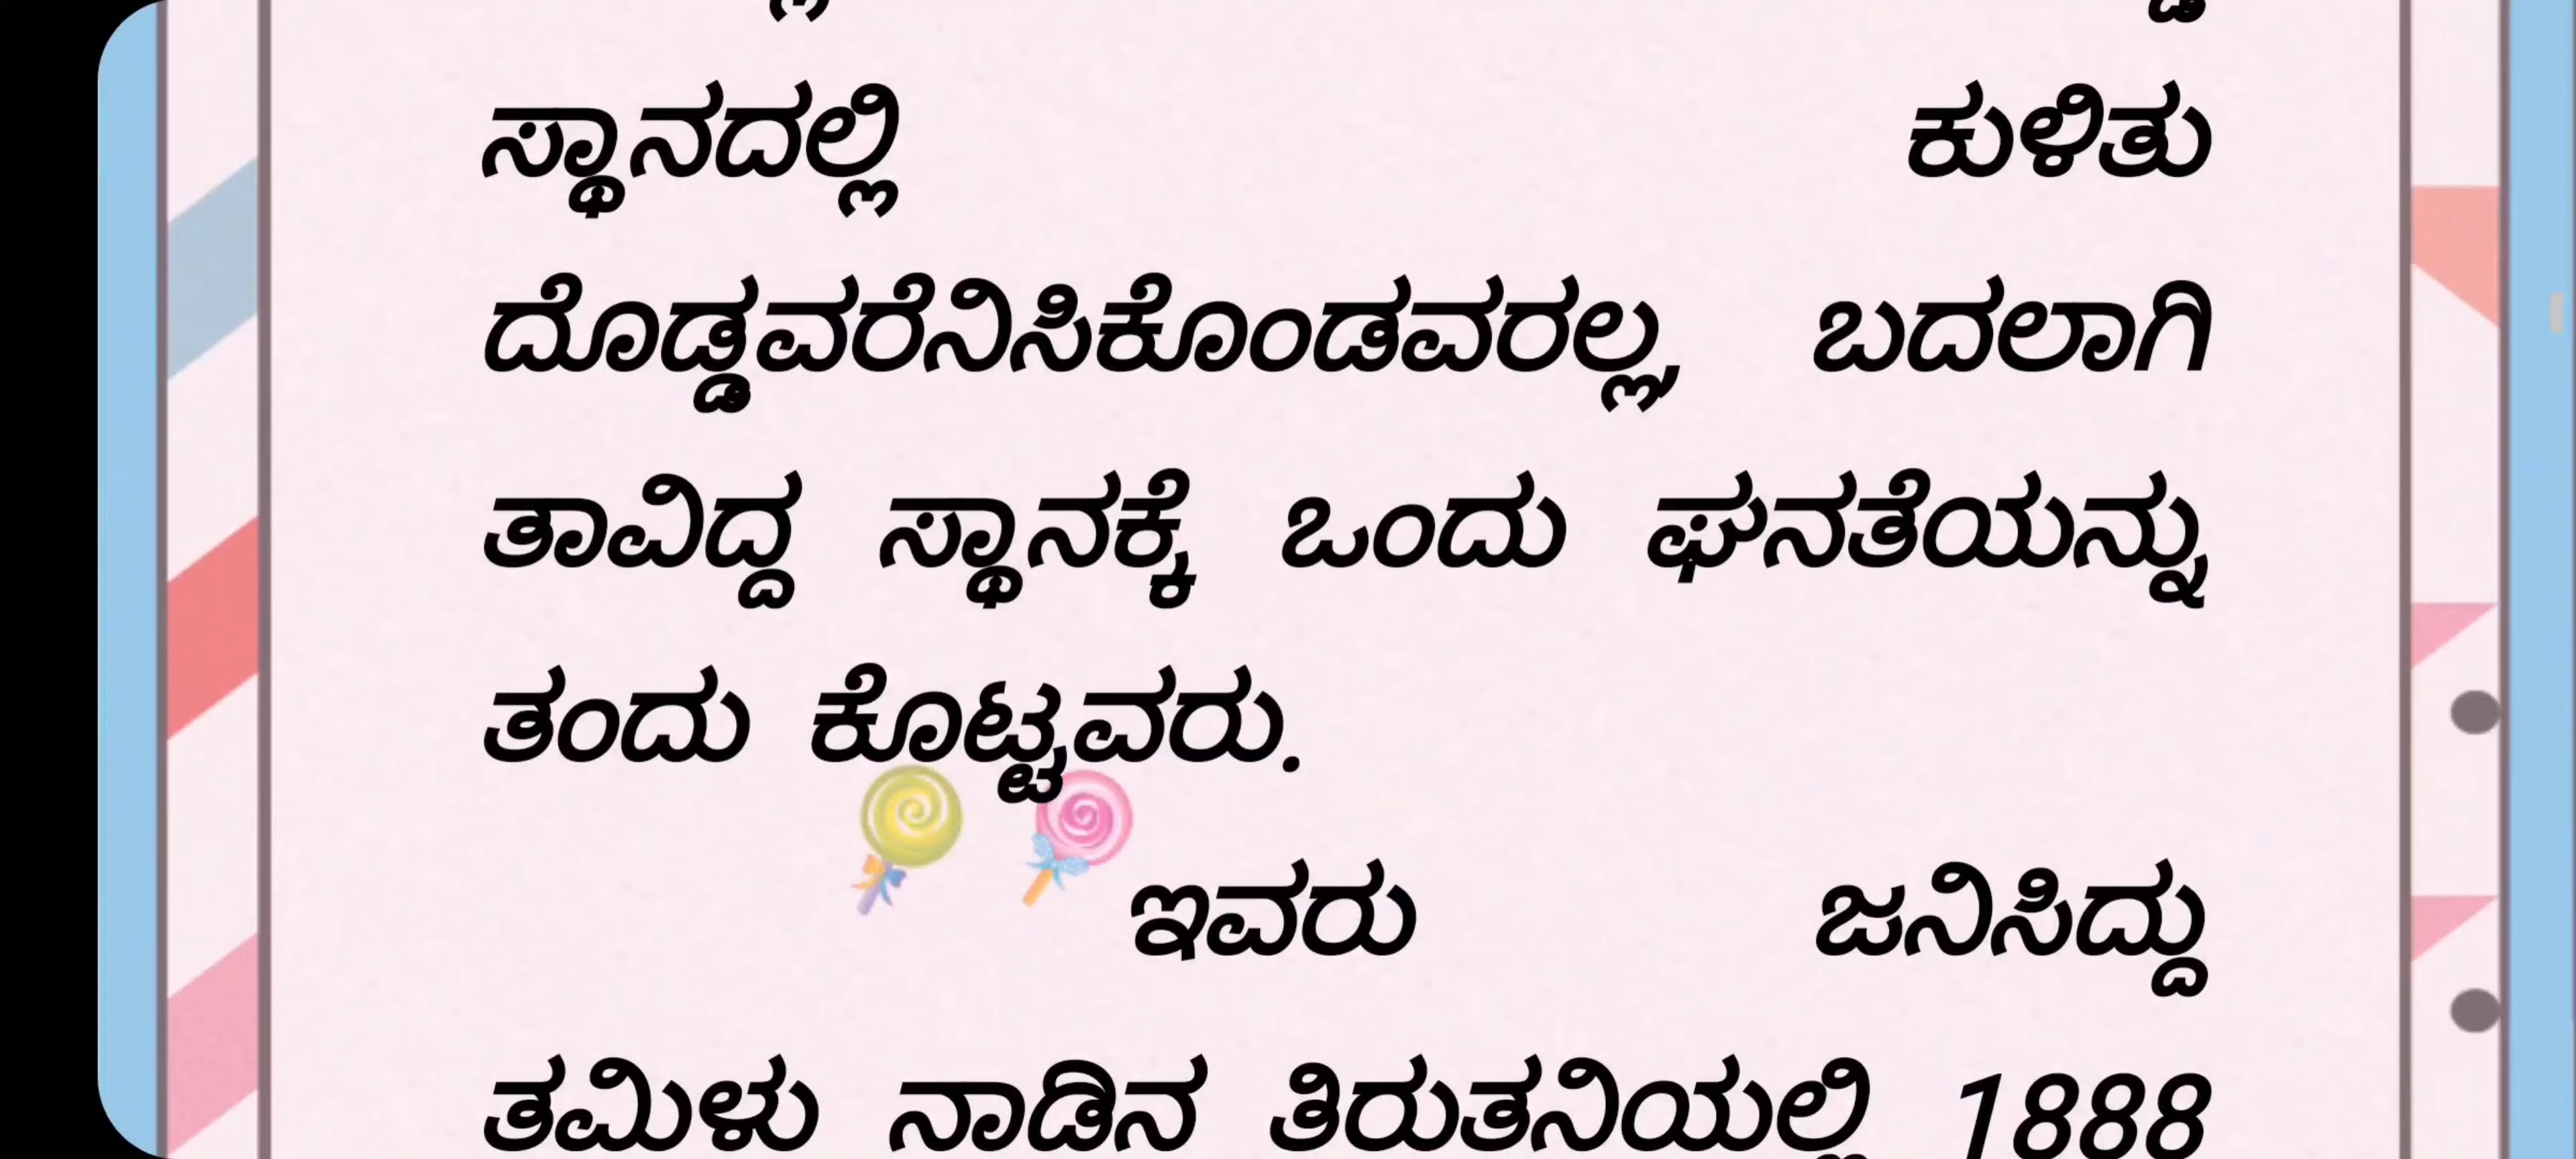 ಸ್ಥಾನದಲ್ಲಿ ಕುಳಿತು
ದೊಡ್ಡವರೆನಿಸಿಕೊಂಡವರಲ್ಲ, ಬದಲಾಗಿ
ತಾವಿದ್ದ ಸ್ಥಾನಕ್ಕೆ ಒಂದು ಘನತೆಯನ್ನು
ತಂದು ಕೊಟ್ಟವರು.
ಇವರು ಜನಿಸಿದ್ದು
ತಮಿಳು ನಾಡಿನ ತಿರುತನಿಯಲ್ಲಿ 1888